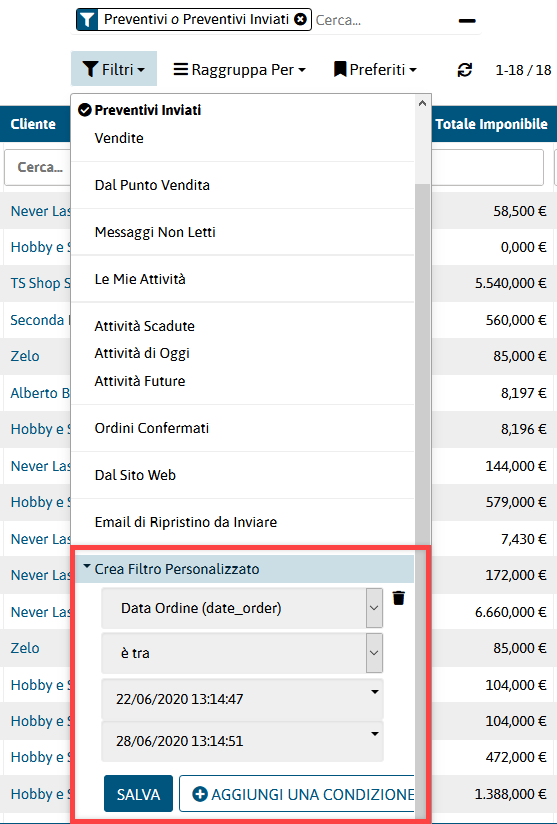 Preventivi o Preventivi Inviati Cerca...
Filtri Raggruppa Per Preferiti 1-18 / 18
Cliente Totale Imponibile
Cerca...
Preventivi Inviati
Vendite
Dal Punto Vendita
Messaggi Non Letti
Le Mie Attività
Attività Scadute
Attività di Oggi
Attività Future
Ordini Confermati
Dal Sito Web
Email di Ripristino da Inviare
Crea Filtro Personalizzato
Data Ordine (date_order)
è tra
22/06/2020 13:14:47
28/06/2020 13:14:51
SALVA AGGIUNGI UNA CONDIZIONE
Never Las 58,500 €
Hobby e S 0,000 €
TS Shop S 5.540,000 €
Seconda 560,000 €
Zelo 85,000 €
Alberto B 8,197 €
Hobby e S 8,196 €
Never Las 144,000 €
Hobby e S 579,000 €
Never Las 7,430 €
Never Las 172,000 €
Never Las 6.660,000 €
Zelo 85,000 €
Hobby e S 104,000 €
Hobby e S 104,000 €
Hobby e S 472,000 €
Hobby e S 1.388,000 €